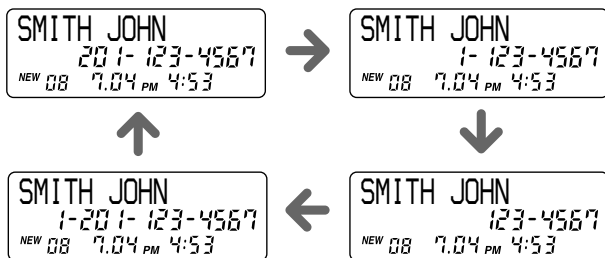 SMITH JOHN
201-123-4567
NEW 08 7.04 PM 4:53
SMITH JOHN
1-123-4567
NEW 08 7.04 PM 4:53
SMITH JOHN
1-201-123-4567
NEW 08 7.04 PM 4:53
SMITH JOHN
123-4567
NEW 08 7.04 PM 4:53